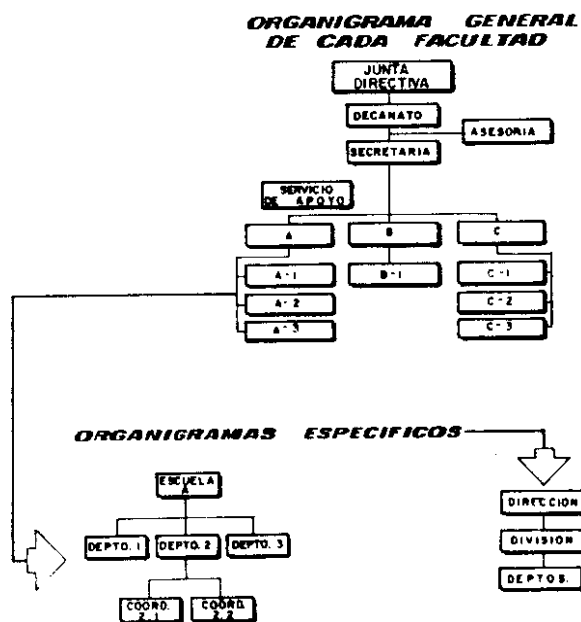 ORGANIGRAMA GENERAL
DE CADA FACULTAD
JUNTA
DIRECTIVA
DECANATO
ASESORIA
SECRETARIA
SERVICIO
DE APOYO
A
B
C
A-1
B-1
C-1
A-2
C-2
A-3
C-3
ORGANIGRAMAS ESPECIFICOS
ESCUELA
A
DIRECCION
DEPTO. 1
DEPTO. 2
DEPTO. 3
DIVISION
DEPTOS.
COORD.
2.1
COORD.
2.2